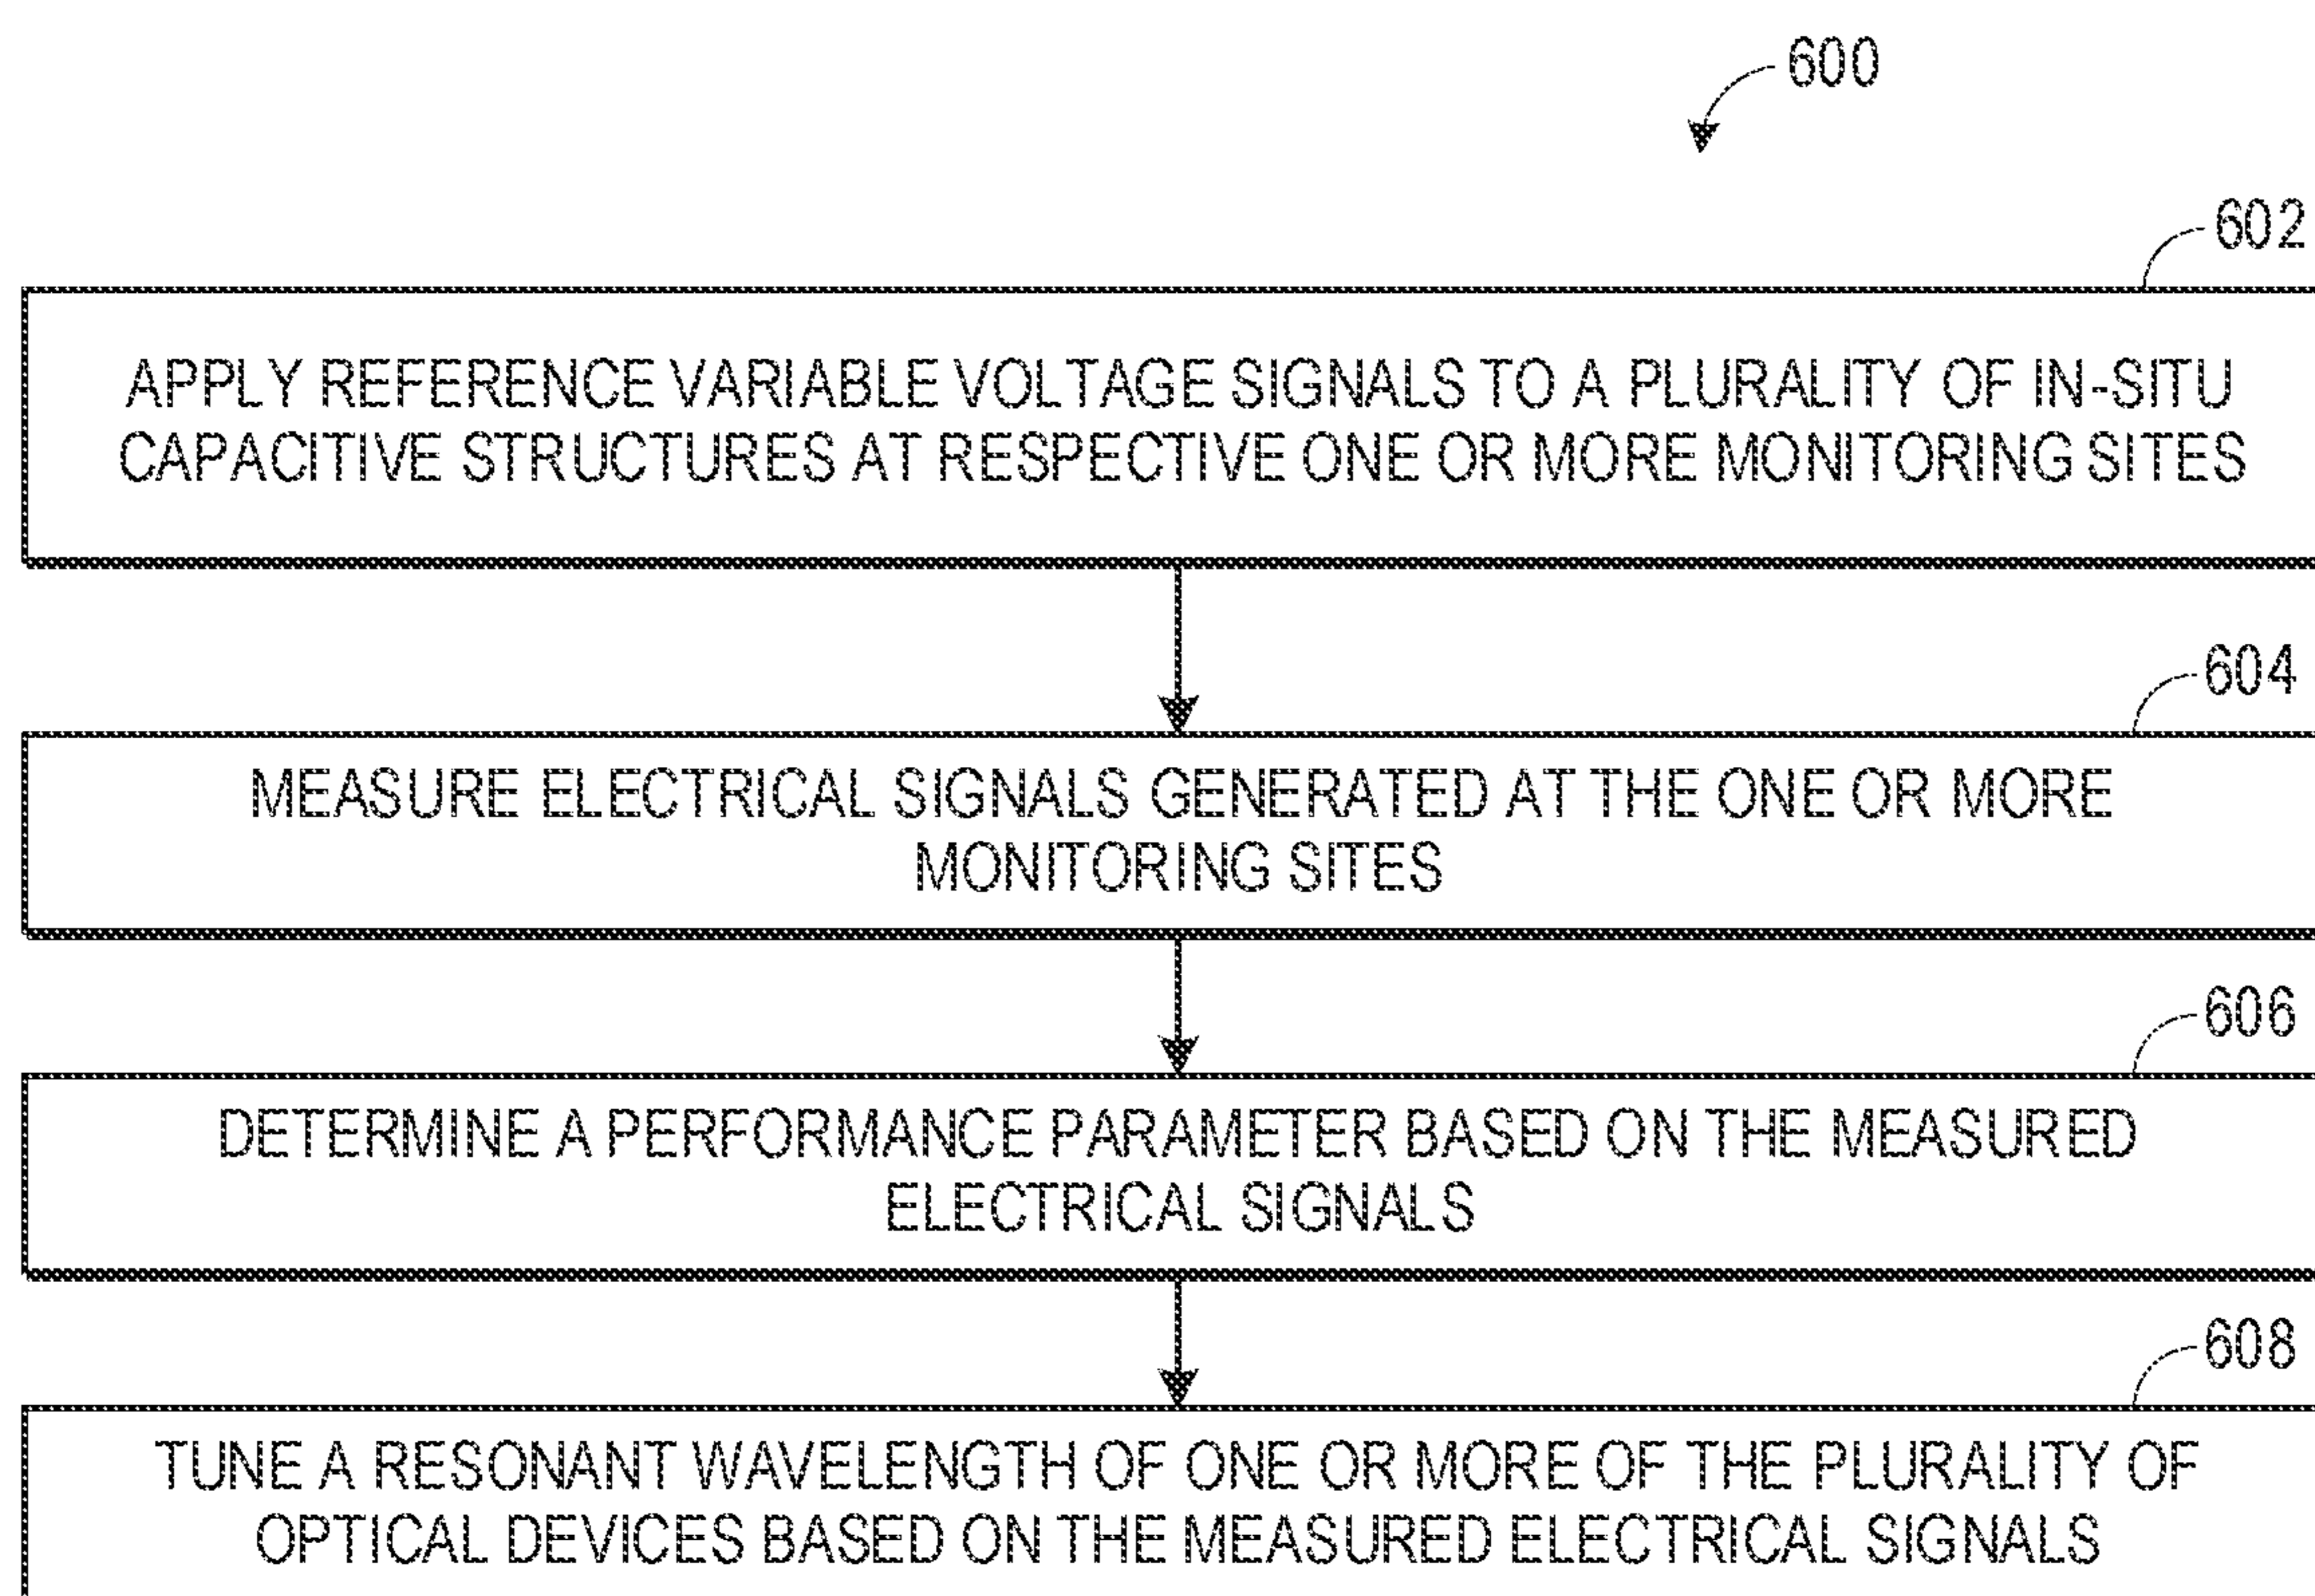 600
602
APPLY REFERENCE VARIABLE VOLTAGE SIGNALS TO A PLURALITY OF IN-SITU
CAPACITIVE STRUCTURES AT RESPECTIVE ONE OR MORE MONITORING SITES
604
MEASURE ELECTRICAL SIGNALS GENERATED AT THE ONE OR MORE
MONITORING SITES
606
DETERMINE A PERFORMANCE PARAMETER BASED ON THE MEASURED
ELECTRICAL SIGNALS
608
TUNE A RESONANT WAVELENGTH OF ONE OR MORE OF THE PLURALITY OF
OPTICAL DEVICES BASED ON THE MEASURED ELECTRICAL SIGNALS